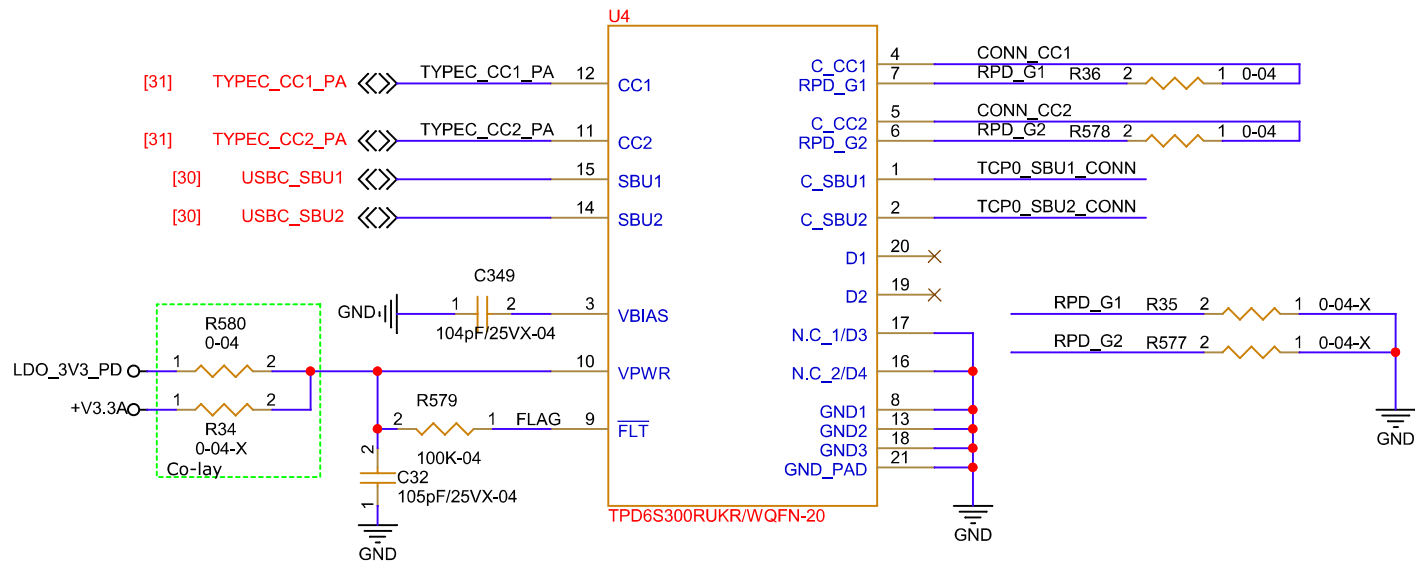 U4
4 CONN_CC1
C_CC1
[31] TYPEC_CC1_PA TYPEC_CC1_PA 12 CC1
7 RPD_G1 R36 2 1 0-04
RPD_G1
5 CONN_CC2
C_CC2
[31] TYPEC_CC2_PA TYPEC_CC2_PA 11 CC2
6 RPD_G2 R578 2 1 0-04
RPD_G2
[30] USBC_SBU1 15 SBU1
C_SBU1 1 TCP0_SBU1_CONN
[30] USBC_SBU2 14 SBU2
C_SBU2 2 TCP0_SBU2_CONN
D1 20
C349
D2 19
GND 1 2 3 VBIAS
104pF/25VX-04
RPD_G1 R35 2 1 0-04-X
N.C_1/D3 17
R580
0-04
RPD_G2 R577 2 1 0-04-X
LDO_3V3_PD 1 2 10 VPWR
N.C_2/D4 16
+V3.3A 1 2
R34
0-04-X
Co-lay
R579
2 1 FLAG 9 FLT
100K-04
GND1 8
GND2 13
GND3 18
GND_PAD 21
GND
2
C32
105pF/25VX-04
1
GND
TPD6S300RUKR/WQFN-20
GND